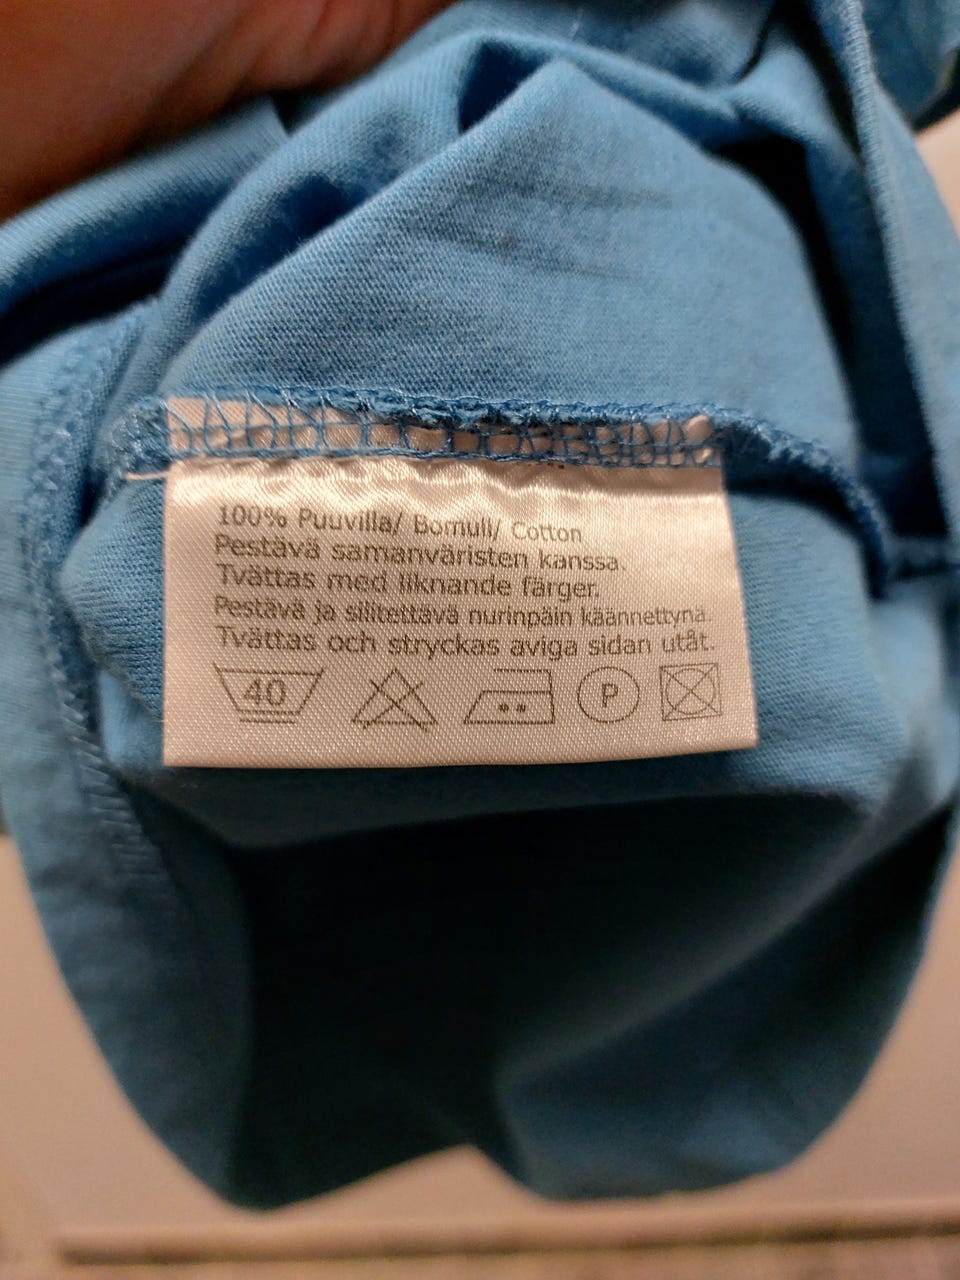 100% Puuvilla/ Bomull/ Cotton
Pestävä samanväristen kanssa.
Tvättas med liknande färger.
Pestävä ja silitettävä nurinpäin käännettynä.
Tvättas och strykas aviga sidan utåt.
40 P